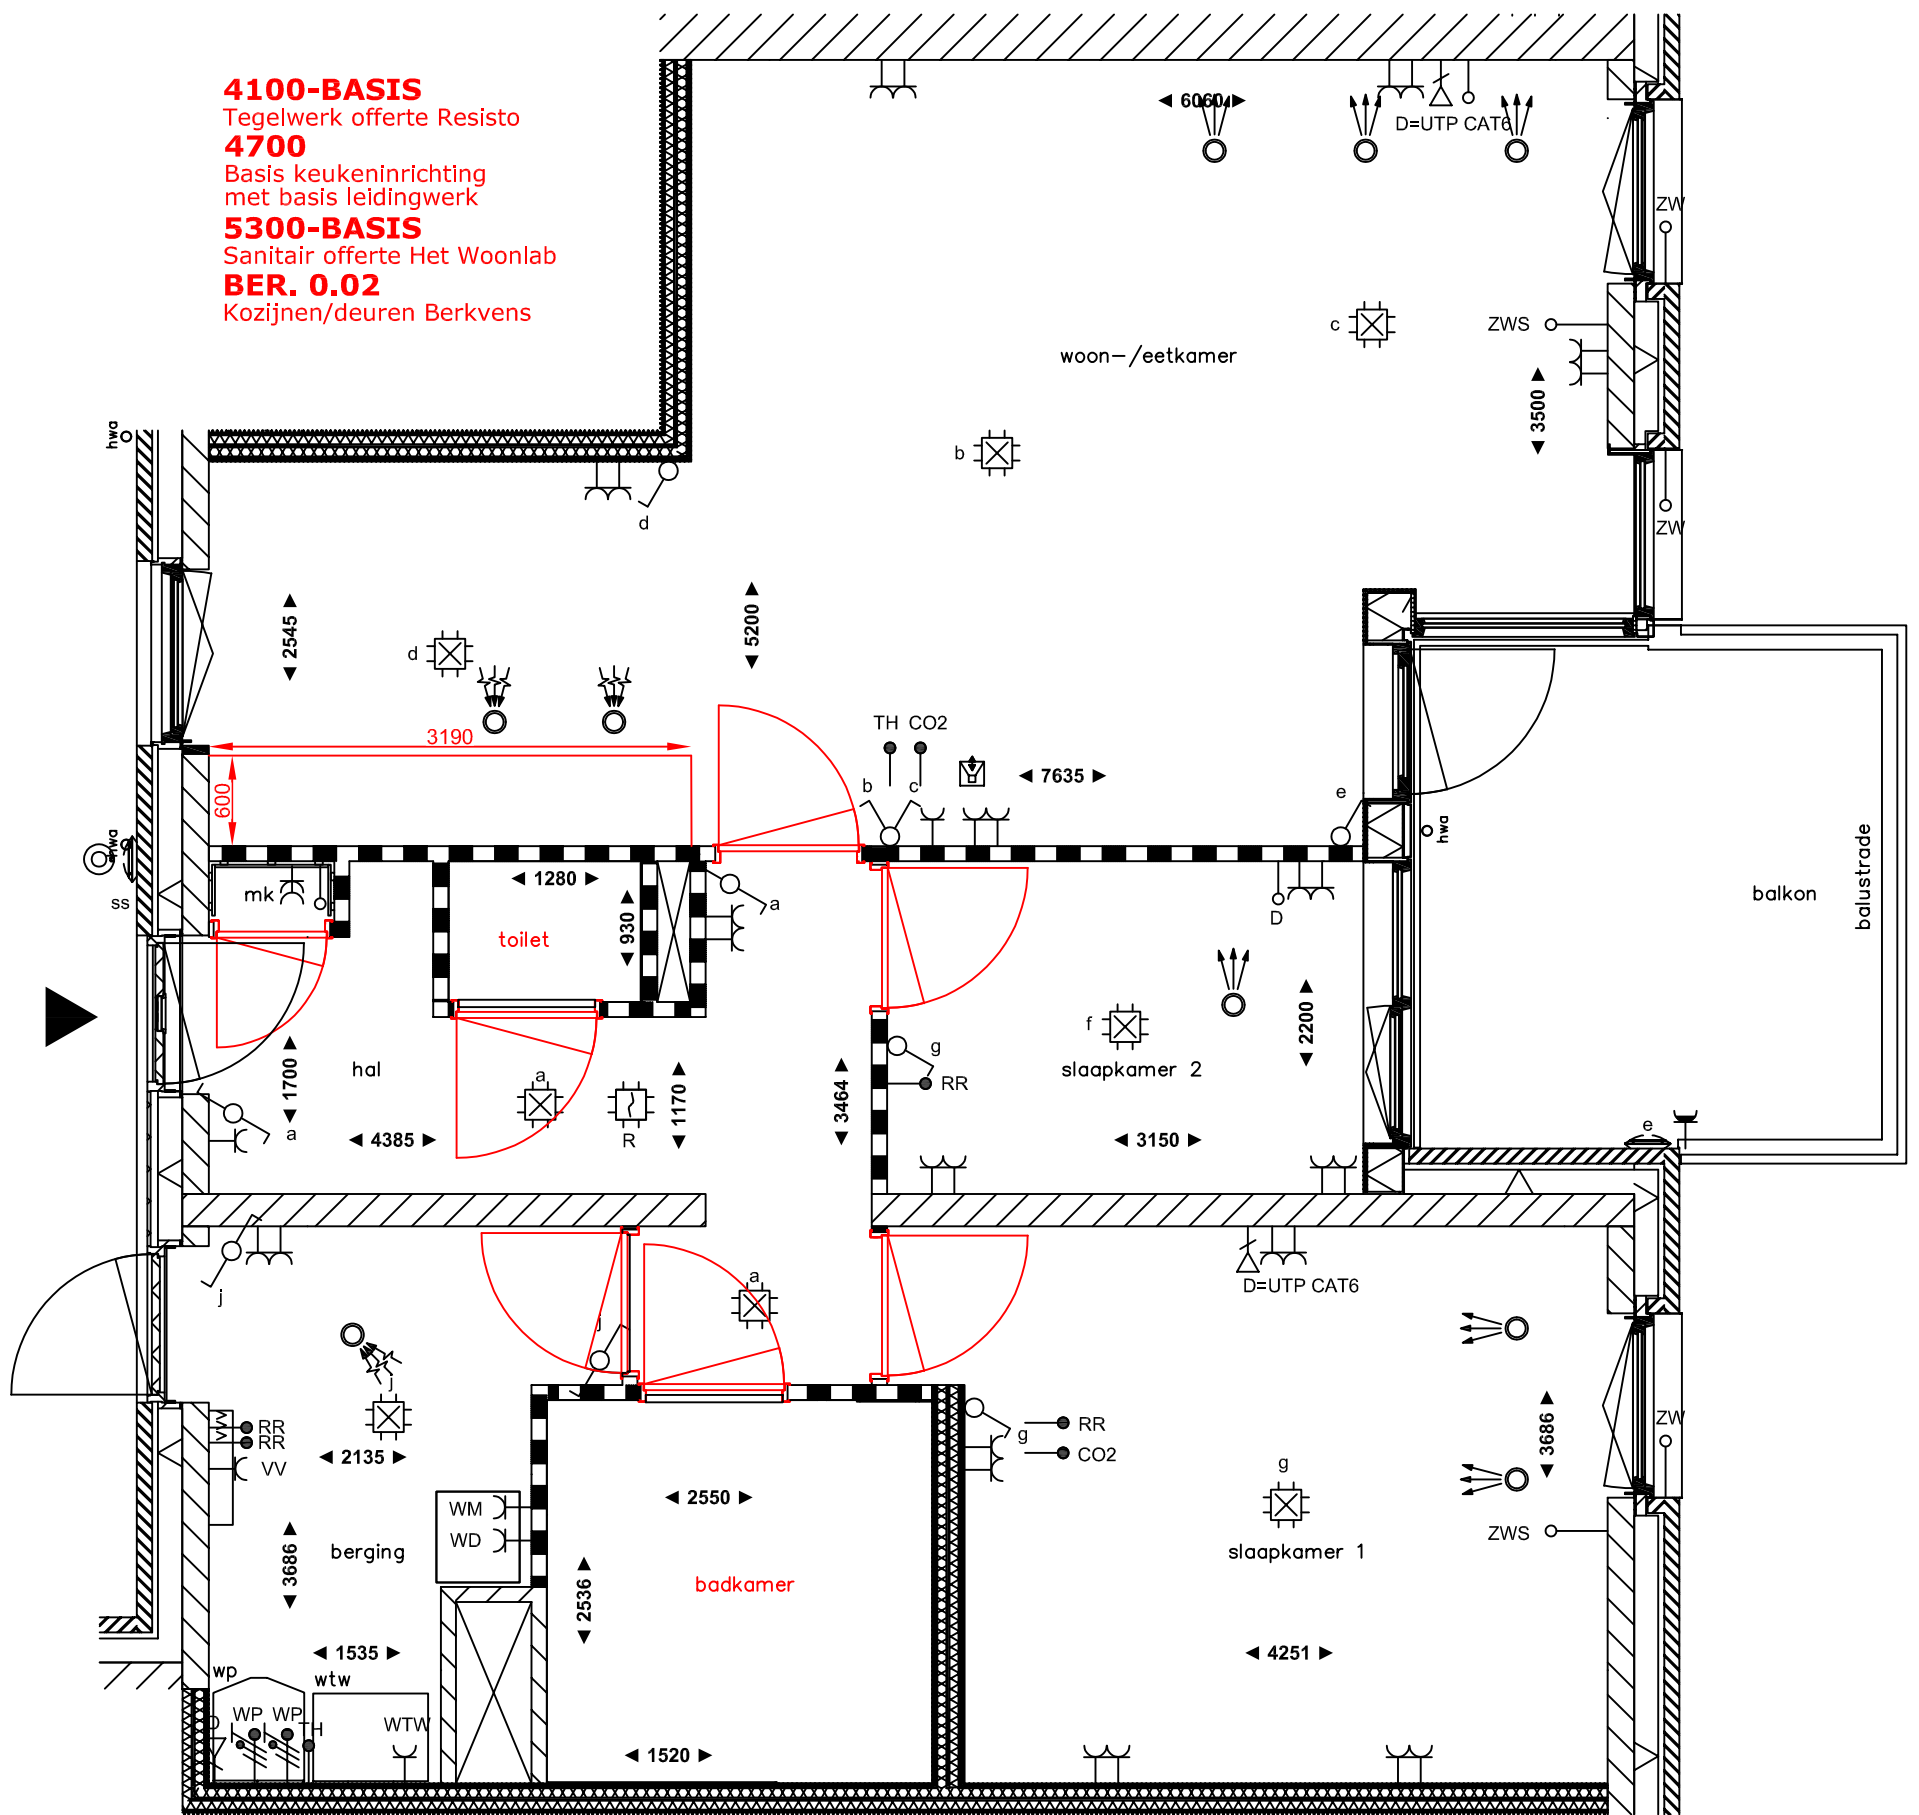 4100-BASIS
Tegelwerk offerte Resisto
4700
Basis keukeninrichting
met basis leidingwerk
5300-BASIS
Sanitair offerte Het Woonlab
BER. 0.02
Kozijnen/deuren Berkvens
6060
D=UTP CAT6
ZW
c
ZWS
woon-/eetkamer
3500
hwa
b
d
ZW
2545
5200
d
3190
TH CO2
7635
600
b
c
e
hwa
hwa
balustrade
mk
1280
a
balkon
ss
930
D
toilet
2200
f
hal
1700
a
1170
3464
g
RR
slaapkamer 2
a
4385
R
3150
e
j
a
D=UTP CAT6
j
j
3686
ZW
VV
RR
RR
VV
2135
g
RR
CO2
g
2550
WM
WD
ZWS
3686
berging
2536
badkamer
slaapkamer 1
1535
4251
wp
wtw
D
WP
WP
TH
WTW
1520